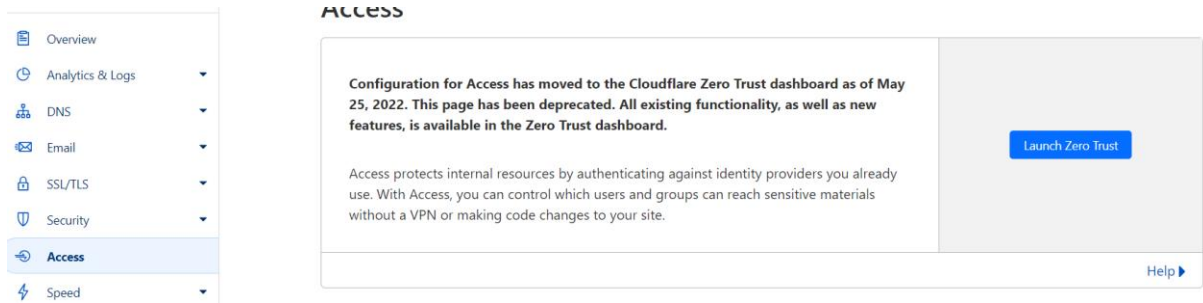 Access
Overview
Analytics & Logs
DNS
Email
SSL/TLS
Security
Access
Speed
Configuration for Access has moved to the Cloudflare Zero Trust dashboard as of May
25, 2022. This page has been deprecated. All existing functionality, as well as new
features, is available in the Zero Trust dashboard.
Access protects internal resources by authenticating against identity providers you already
use. With Access, you can control which users and groups can reach sensitive materials
without a VPN or making code changes to your site.
Launch Zero Trust
Help